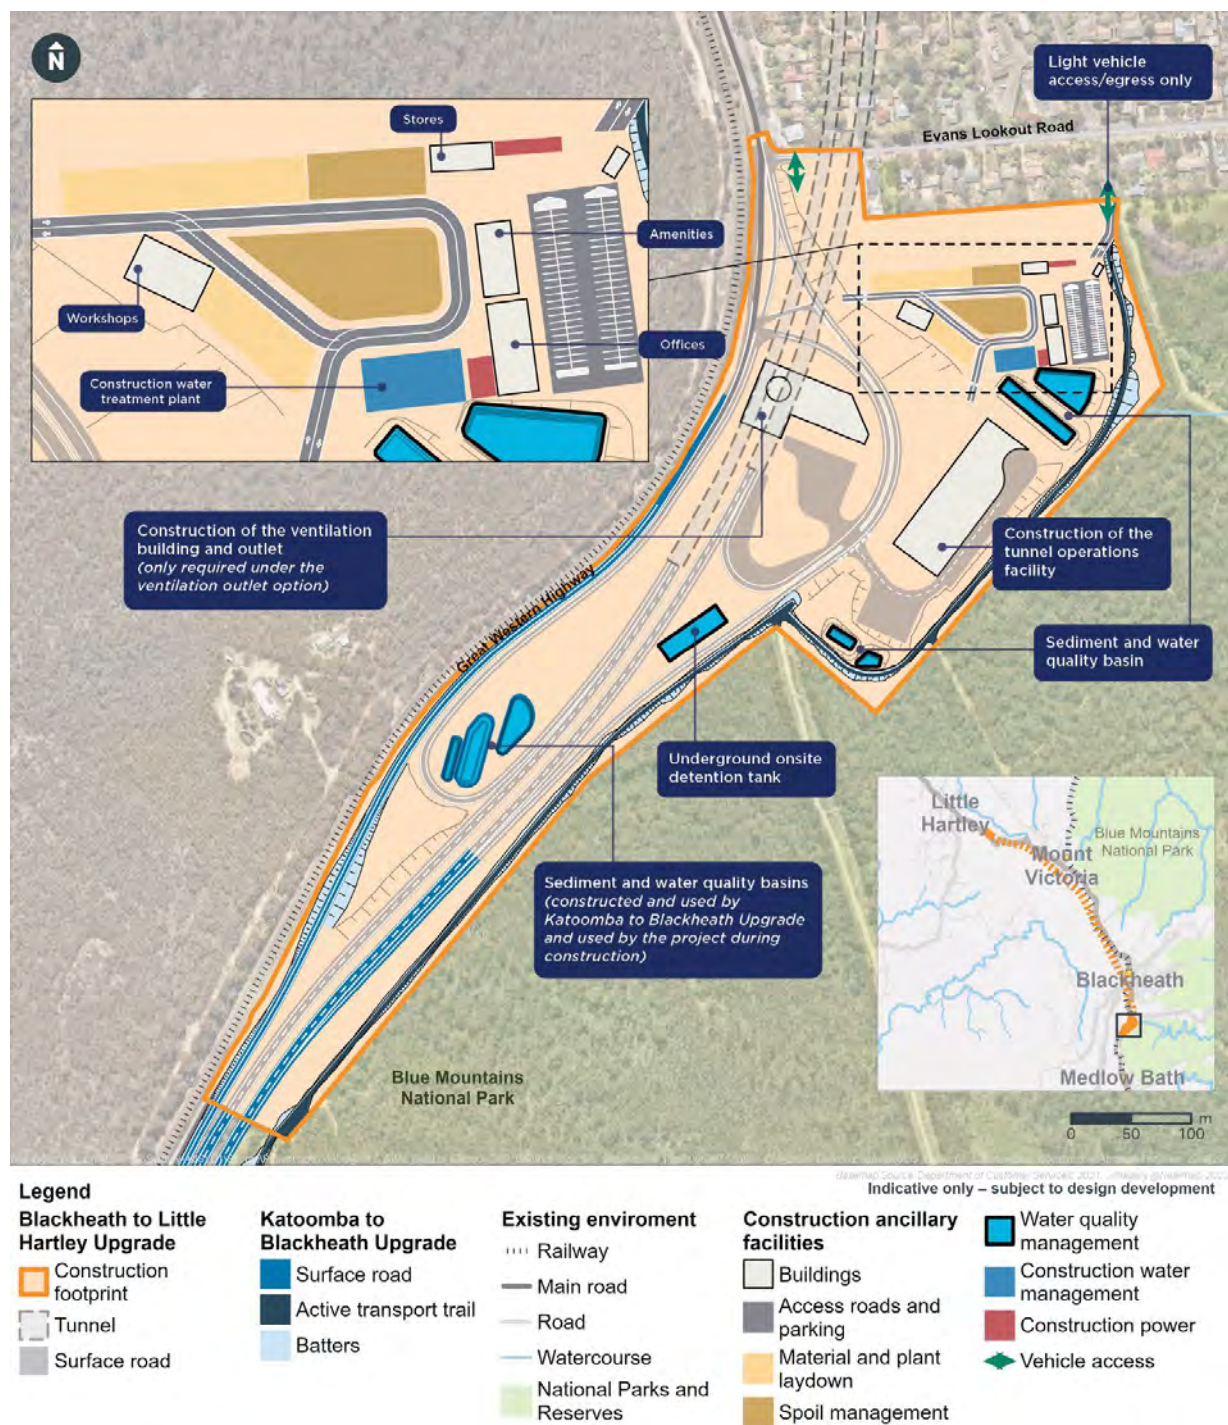 N
Light vehicle
access/egress only
Evans Lookout Road
Stores
Amenities
Workshops
Offices
Construction water
treatment plant
Construction of the ventilation
building and outlet
(only required under the
ventilation outlet option)
Great Western Highway
Construction of the
tunnel operations
facility
Sediment and water
quality basin
Underground onsite
detention tank
Sediment and water quality basins
(constructed and used by
Katoomba to Blackheath Upgrade
and used by the project during
construction)
Blue Mountains
National Park
Little
Hartley
Blue Mountains
National Park
Mount
Victoria
Blackheath
Medlow Bath
m
0 50 100
Basemap Source: Department of Customer Services, 2021.
Indicative only – subject to design development
Legend
Blackheath to Little
Hartley Upgrade
Construction
footprint
Tunnel
Surface road
Katoomba to
Blackheath Upgrade
Surface road
Active transport trail
Batters
Existing enviroment
Railway
Main road
Road
Watercourse
National Parks and
Reserves
Construction ancillary
facilities
Buildings
Access roads and
parking
Material and plant
laydown
Spoil management
Water quality
management
Construction water
management
Construction power
Vehicle access